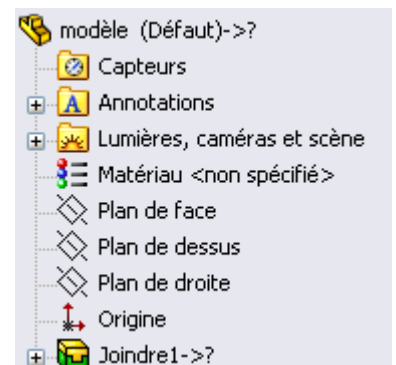 modèle (Défaut)->?
Capteurs
Annotations
Lumières, caméras et scène
Matériau <non spécifié>
Plan de face
Plan de dessus
Plan de droite
Origine
Joindre1->?